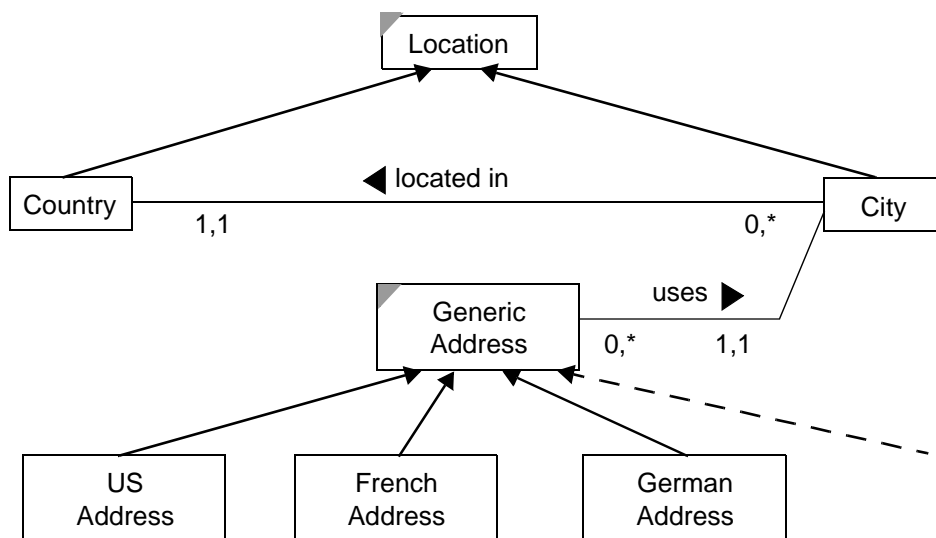 Location
located in
Country
City
1,1
0,*
uses
Generic
Address
0,*
1,1
US
Address
French
Address
German
Address